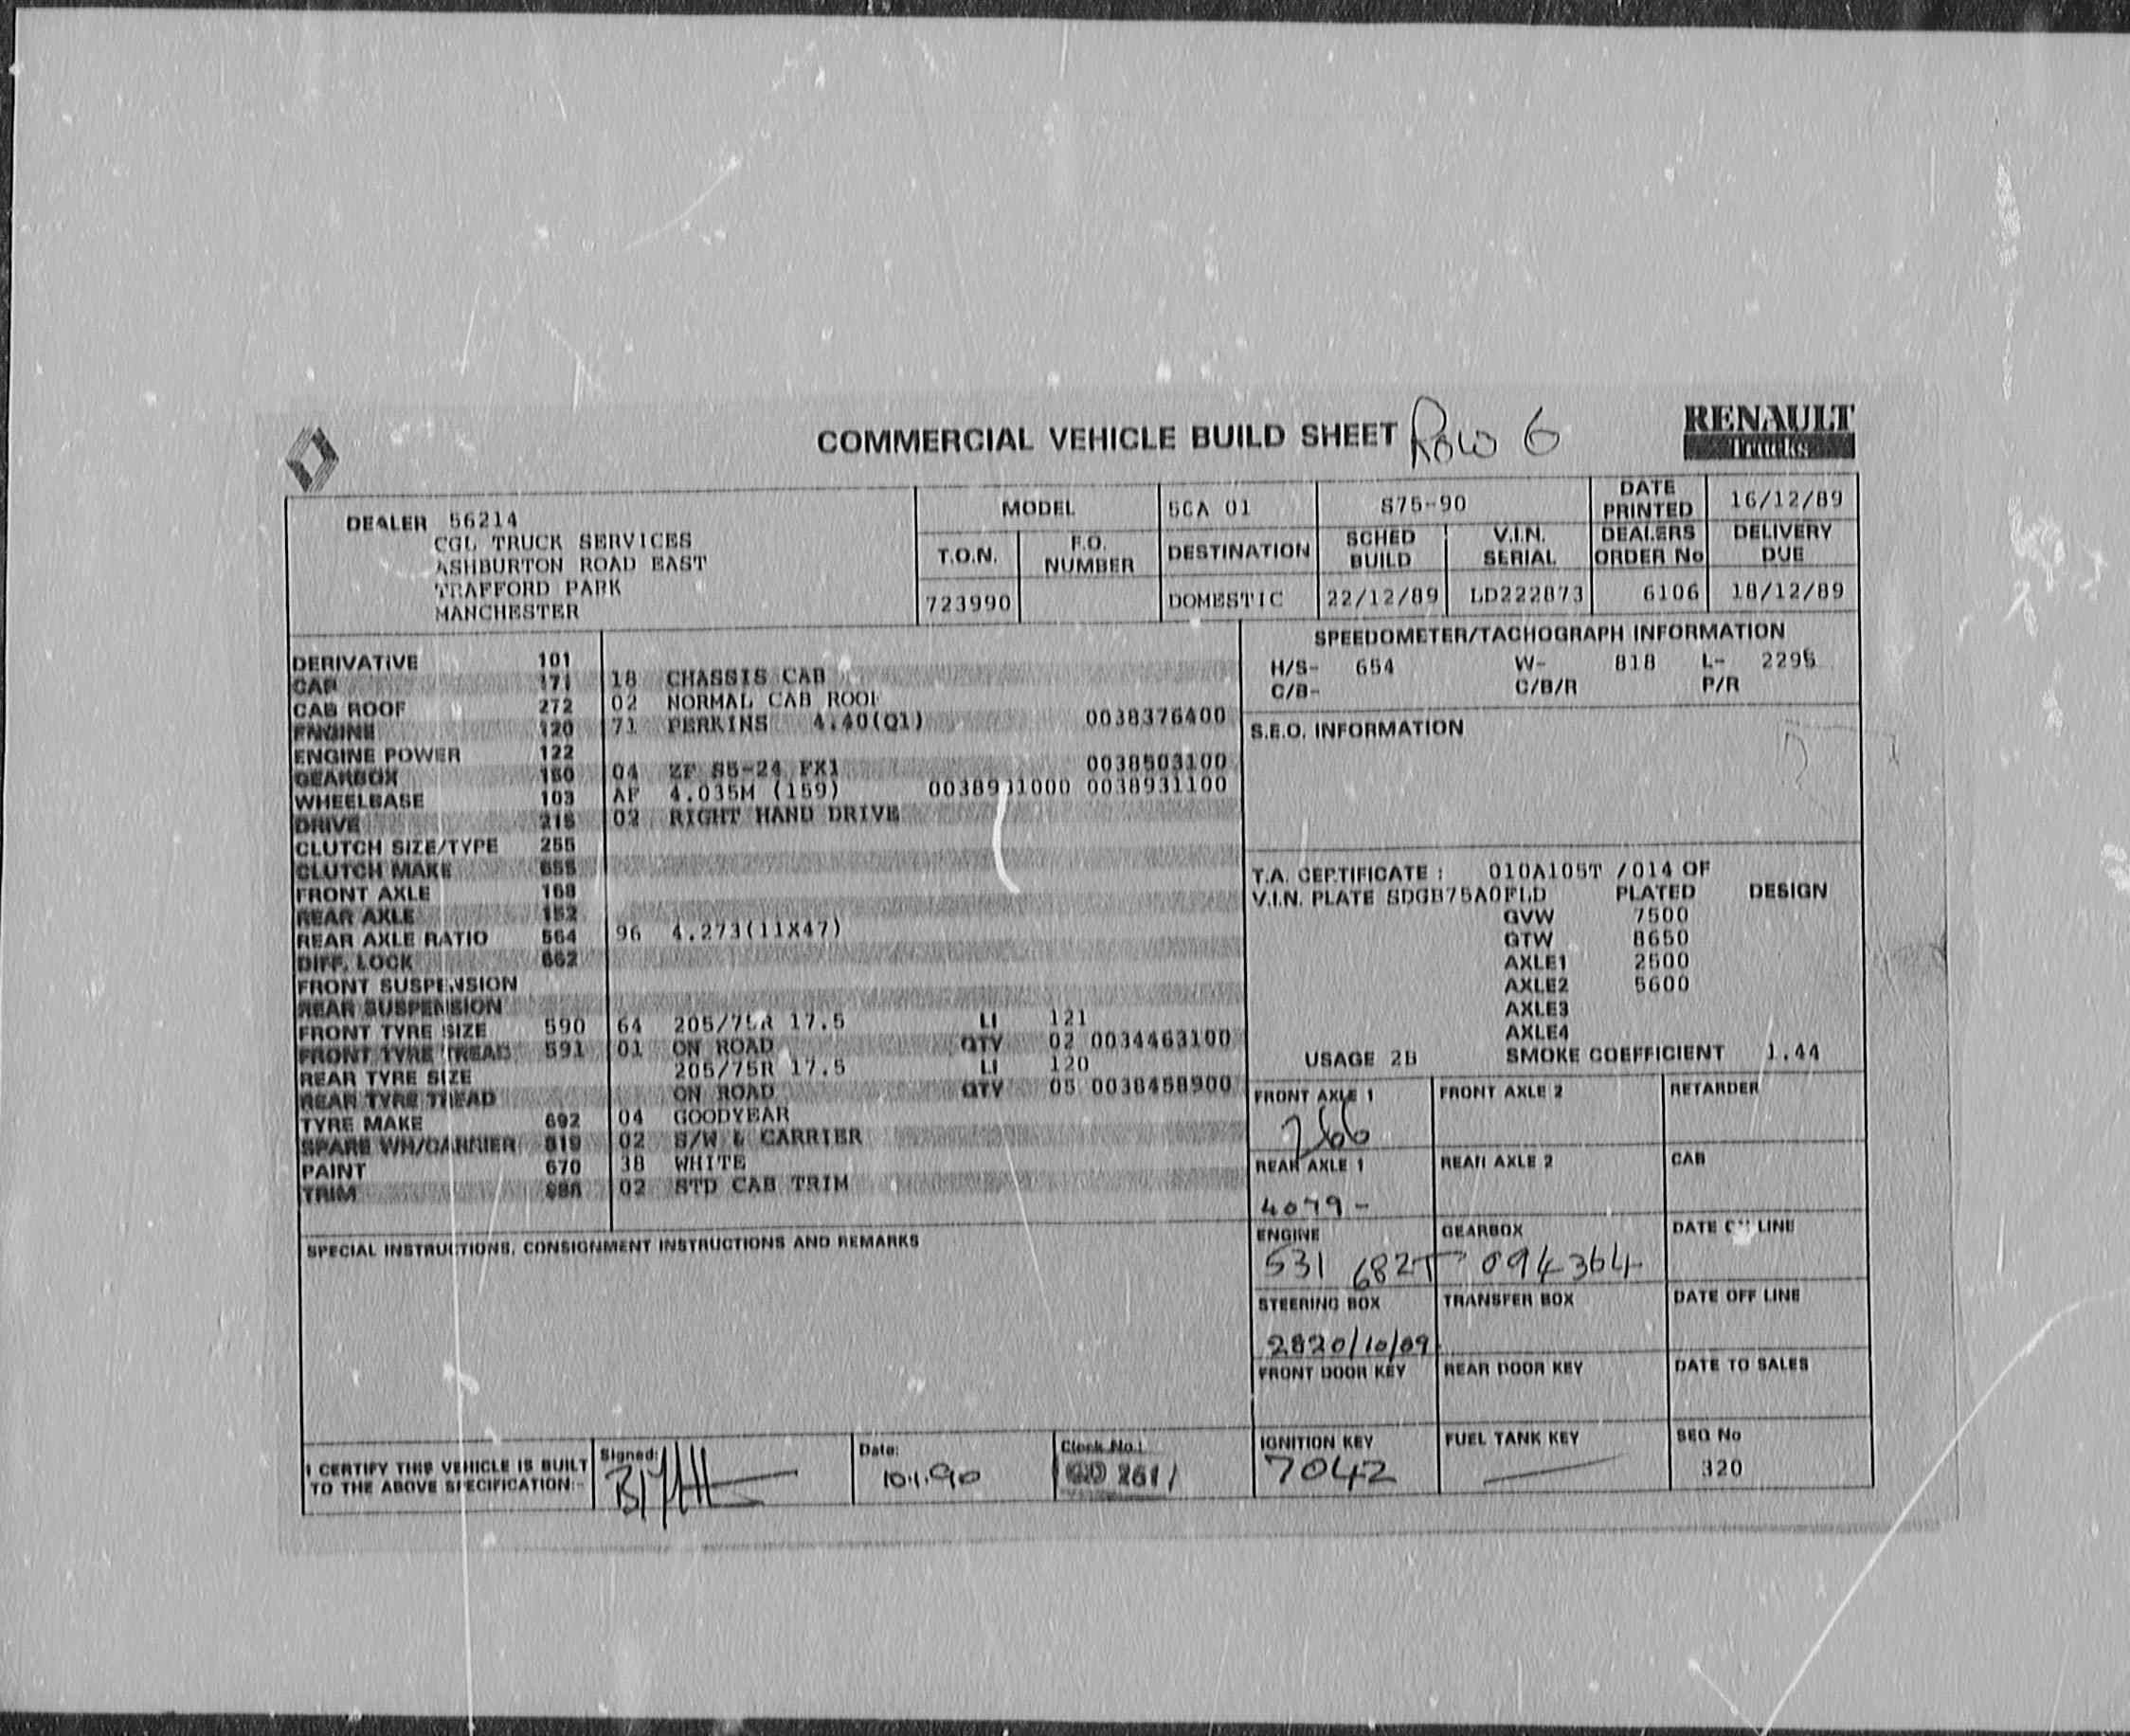 COMMERCIAL VEHICLE BUILD SHEET Row 6
RENAULT
Trucks
DEALER 56214
CGL TRUCK SERVICES
ASHBURTON ROAD EAST
TRAFFORD PARK
MANCHESTER
MODEL 5CA 01 S75-90 DATE PRINTED 16/12/89
T.O.N. F.O. NUMBER DESTINATION SCHED BUILD V.I.N. SERIAL DEALERS ORDER No DELIVERY DUE
723990 DOMESTIC 22/12/89 LD222873 6106 18/12/89
DERIVATIVE 101
CAB 171 18 CHASSIS CAB
CAB ROOF 272 02 NORMAL CAB ROOF
ENGINE 120 71 PERKINS 4.40(Q1) 0038376400
ENGINE POWER 122
GEARBOX 150 04 ZF S5-24 FX1 0038503100
WHEELBASE 103 AF 4.035M (159) 0038931000 0038931100
DRIVE 215 02 RIGHT HAND DRIVE
CLUTCH SIZE/TYPE 255
CLUTCH MAKE 655
FRONT AXLE 168
REAR AXLE 152
REAR AXLE RATIO 564 96 4.273(11X47)
DIFF. LOCK 662
FRONT SUSPENSION
REAR SUSPENSION
FRONT TYRE SIZE 590 64 205/75R 17.5 LI 121
FRONT TYRE TREAD 591 01 ON ROAD QTY 02 0034463100
REAR TYRE SIZE 205/75R 17.5 LI 120
REAR TYRE TREAD ON ROAD QTY 05 0038458900
TYRE MAKE 692 04 GOODYEAR
SPARE WH/CARRIER 619 02 S/W & CARRIER
PAINT 670 38 WHITE
TRIM 02 STD CAB TRIM
SPECIAL INSTRUCTIONS, CONSIGNMENT INSTRUCTIONS AND REMARKS
SPEEDOMETER/TACHOGRAPH INFORMATION
H/S- 654 W- 818 L- 2295
C/B- C/B/R P/R
S.E.O. INFORMATION
T.A. CERTIFICATE : 010A105T /014 OF
V.I.N. PLATE SDGB75A0FLD PLATED DESIGN
GVW 7500
GTW 8650
AXLE1 2500
AXLE2 5600
AXLE3
AXLE4
USAGE 2B SMOKE COEFFICIENT 1.44
FRONT AXLE 1 FRONT AXLE 2 RETARDER
266
REAR AXLE 1 REAR AXLE 2 CAB
4079 -
ENGINE GEARBOX DATE ON LINE
531 682T 094364
STEERING BOX TRANSFER BOX DATE OFF LINE
2820/10/09
FRONT DOOR KEY REAR DOOR KEY DATE TO SALES
IGNITION KEY FUEL TANK KEY SEQ No
7042 320
I CERTIFY THIS VEHICLE IS BUILT
TO THE ABOVE SPECIFICATION:-
Signed:
Date:
10.1.90
Clock No.: